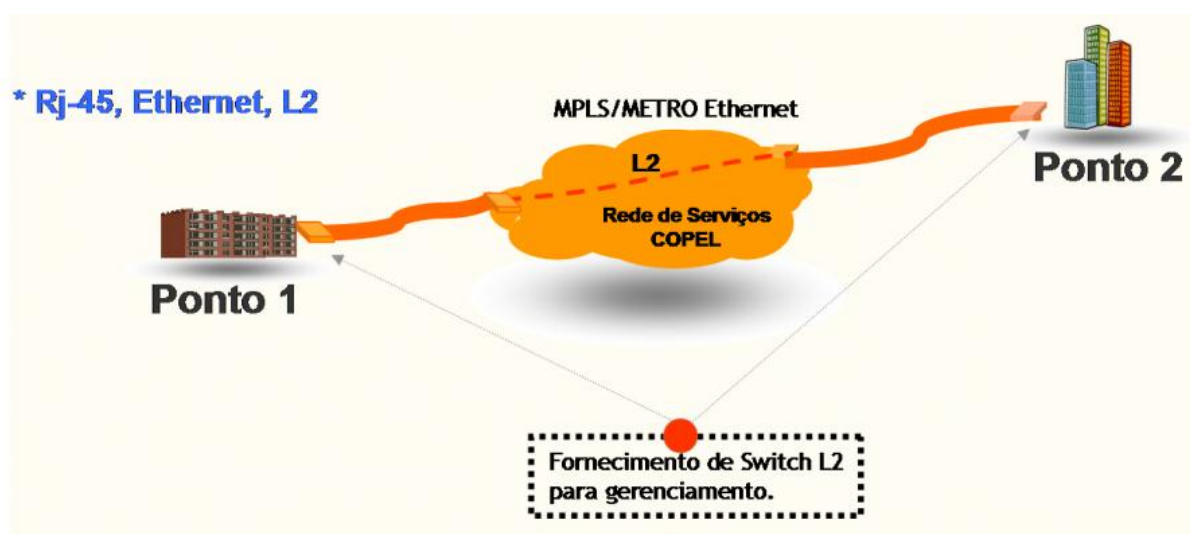 * Rj-45, Ethernet, L2
MPLS/METRO Ethernet
L2
Rede de Serviços
COPEL
Ponto 2
Ponto 1
Fornecimento de Switch L2
para gerenciamento.